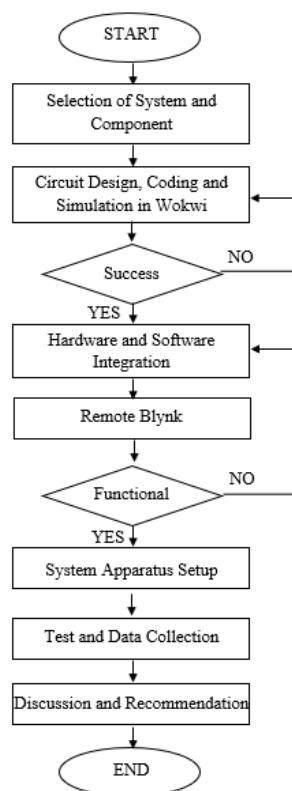 START
Selection of System and
Component
Circuit Design, Coding and
Simulation in Wokwi
NO
Success
YES
Hardware and Software
Integration
Remote Blynk
NO
Functional
YES
System Apparatus Setup
Test and Data Collection
Discussion and Recommendation
END